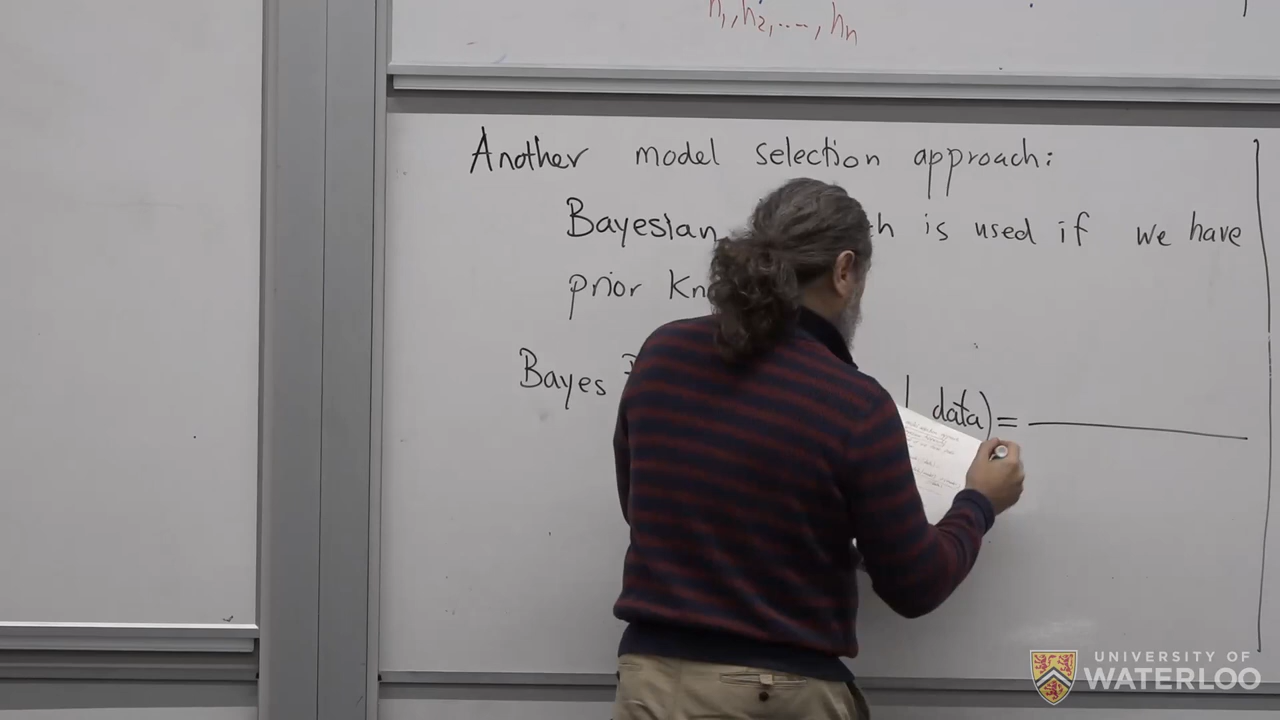 h1, h2, ..., hn
Another model selection approach:
Bayesian h is used if we have
prior Kn
Bayes | data) =
UNIVERSITY OF
WATERLOO